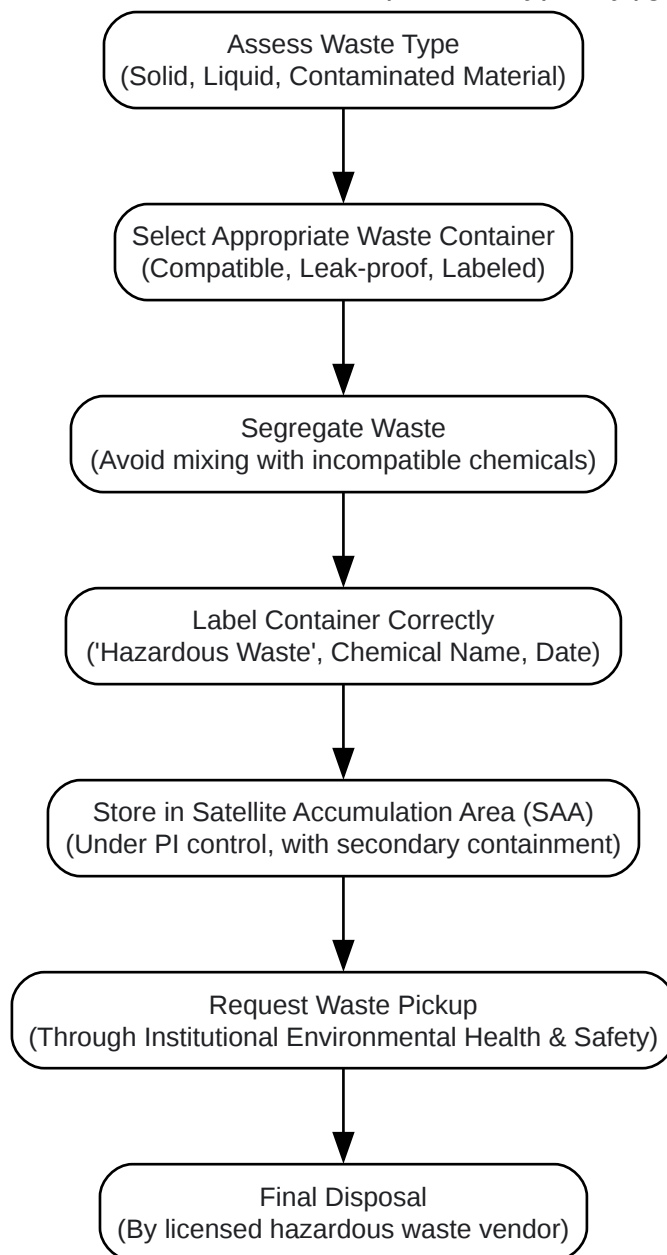 Assess Waste Type
(Solid, Liquid, Contaminated Material)
Select Appropriate Waste Container
(Compatible, Leak-proof, Labeled)
Segregate Waste
(Avoid mixing with incompatible chemicals)
Label Container Correctly
('Hazardous Waste', Chemical Name, Date)
Store in Satellite Accumulation Area (SAA)
(Under PI control, with secondary containment)
Request Waste Pickup
(Through Institutional Environmental Health & Safety)
Final Disposal
(By licensed hazardous waste vendor)